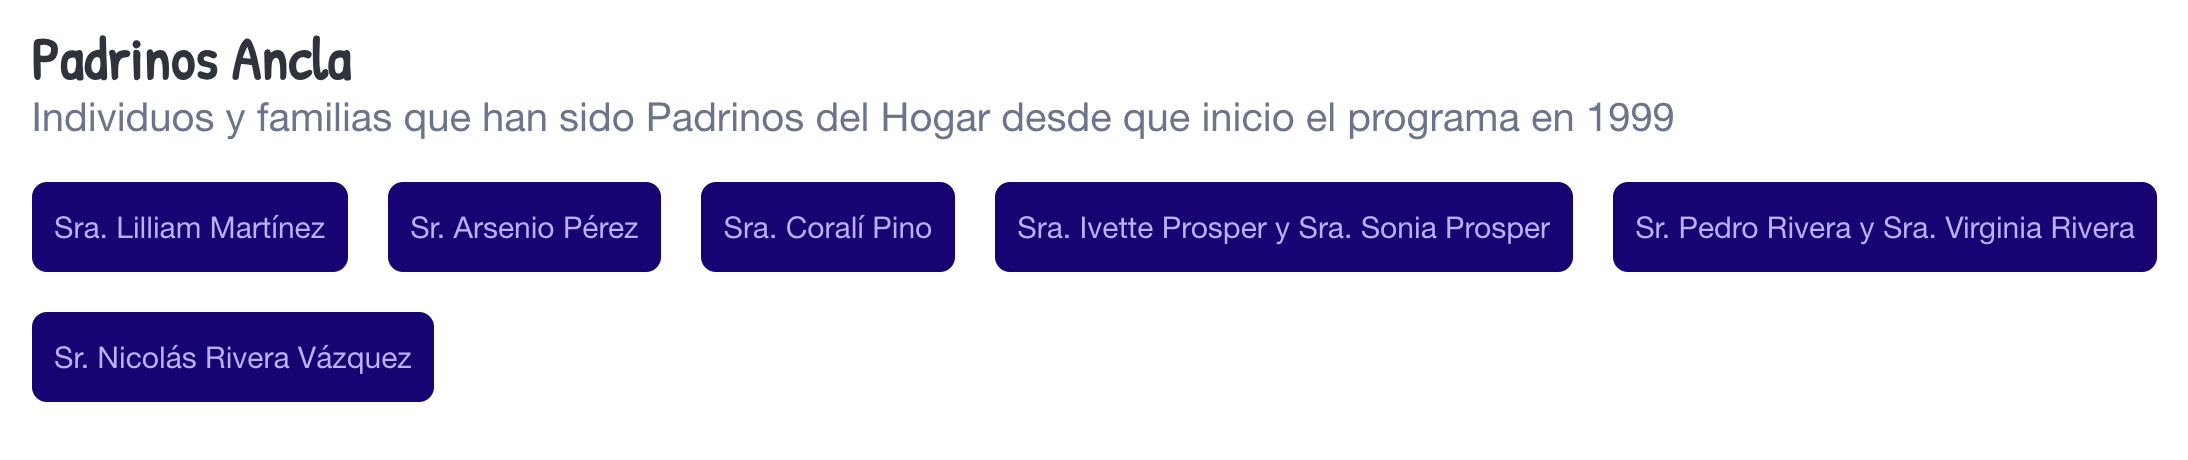 Padrinos Ancla
Individuos y familias que han sido Padrinos del Hogar desde que inicio el programa en 1999
Sra. Lilliam Martínez
Sr. Arsenio Pérez
Sra. Coralí Pino
Sra. Ivette Prosper y Sra. Sonia Prosper
Sr. Pedro Rivera y Sra. Virginia Rivera
Sr. Nicolás Rivera Vázquez